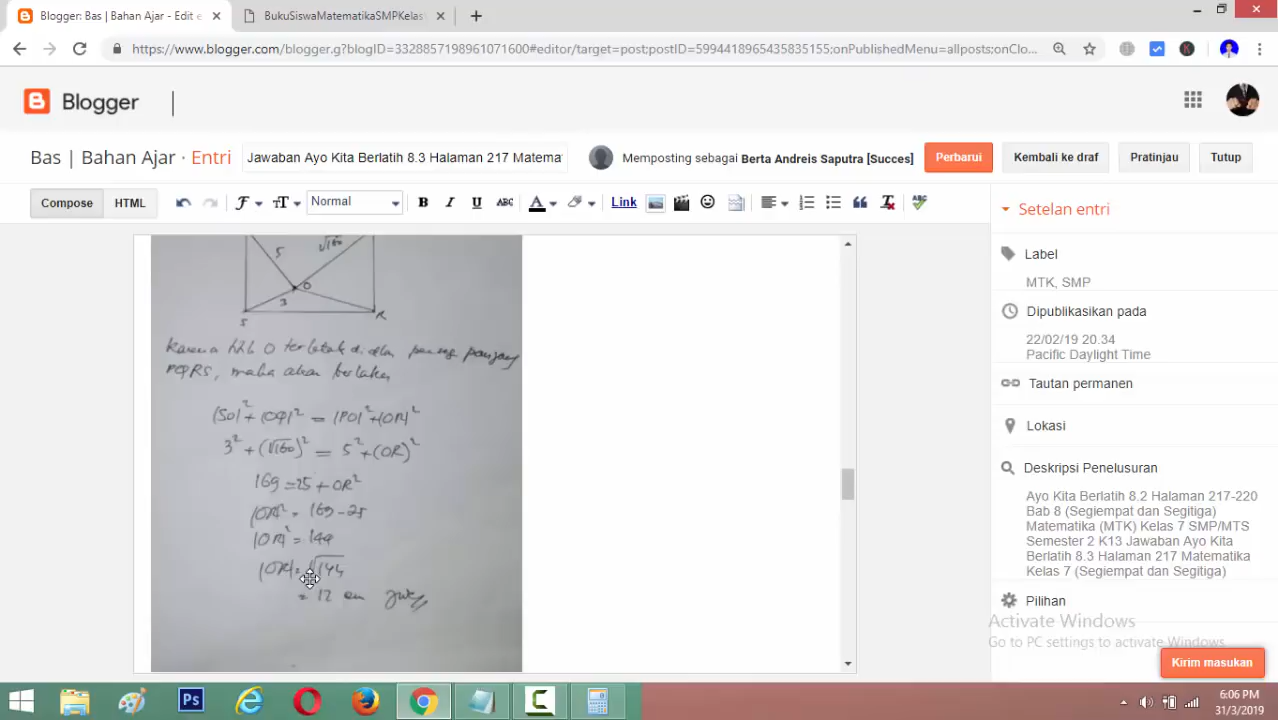 Blogger: Bas | Bahan Ajar - Edit e
BukuSiswaMatematikaSMPKelas
https://www.blogger.com/blogger.g?blogID=3328857198961071600#editor/target=post;postID=5994418965435835155;onPublishedMenu=allposts;onClo...
Blogger
Bas | Bahan Ajar · Entri
Jawaban Ayo Kita Berlatih 8.3 Halaman 217 Matema
Memposting sebagai Berta Andreis Saputra [Succes]
Perbarui
Kembali ke draf
Pratinjau
Tutup
Compose
HTML
Normal
Link
Setelan entri
Label
MTK, SMP
Dipublikasikan pada
22/02/19 20.34
Pacific Daylight Time
Tautan permanen
Lokasi
Deskripsi Penelusuran
Ayo Kita Berlatih 8.2 Halaman 217-220
Bab 8 (Segiempat dan Segitiga)
Matematika (MTK) Kelas 7 SMP/MTS
Semester 2 K13 Jawaban Ayo Kita
Berlatih 8.3 Halaman 217 Matematika
Kelas 7 (Segiempat dan Segitiga)
Pilihan
Activate Windows
Go to PC settings to activate Windows.
Kirim masukan
5 √160
O
3
S R
karena titik O terletak di dlm persegi panjang
PQRS, maka akan berlaku
(SO)² + (OQ)² = (PO)² + (OR)²
3² + (√160)² = 5² + (OR)²
169 = 25 + OR²
(OR)² = 169 - 25
(OR)² = 144
(OR) = √144
= 12 cm
6:06 PM
31/3/2019